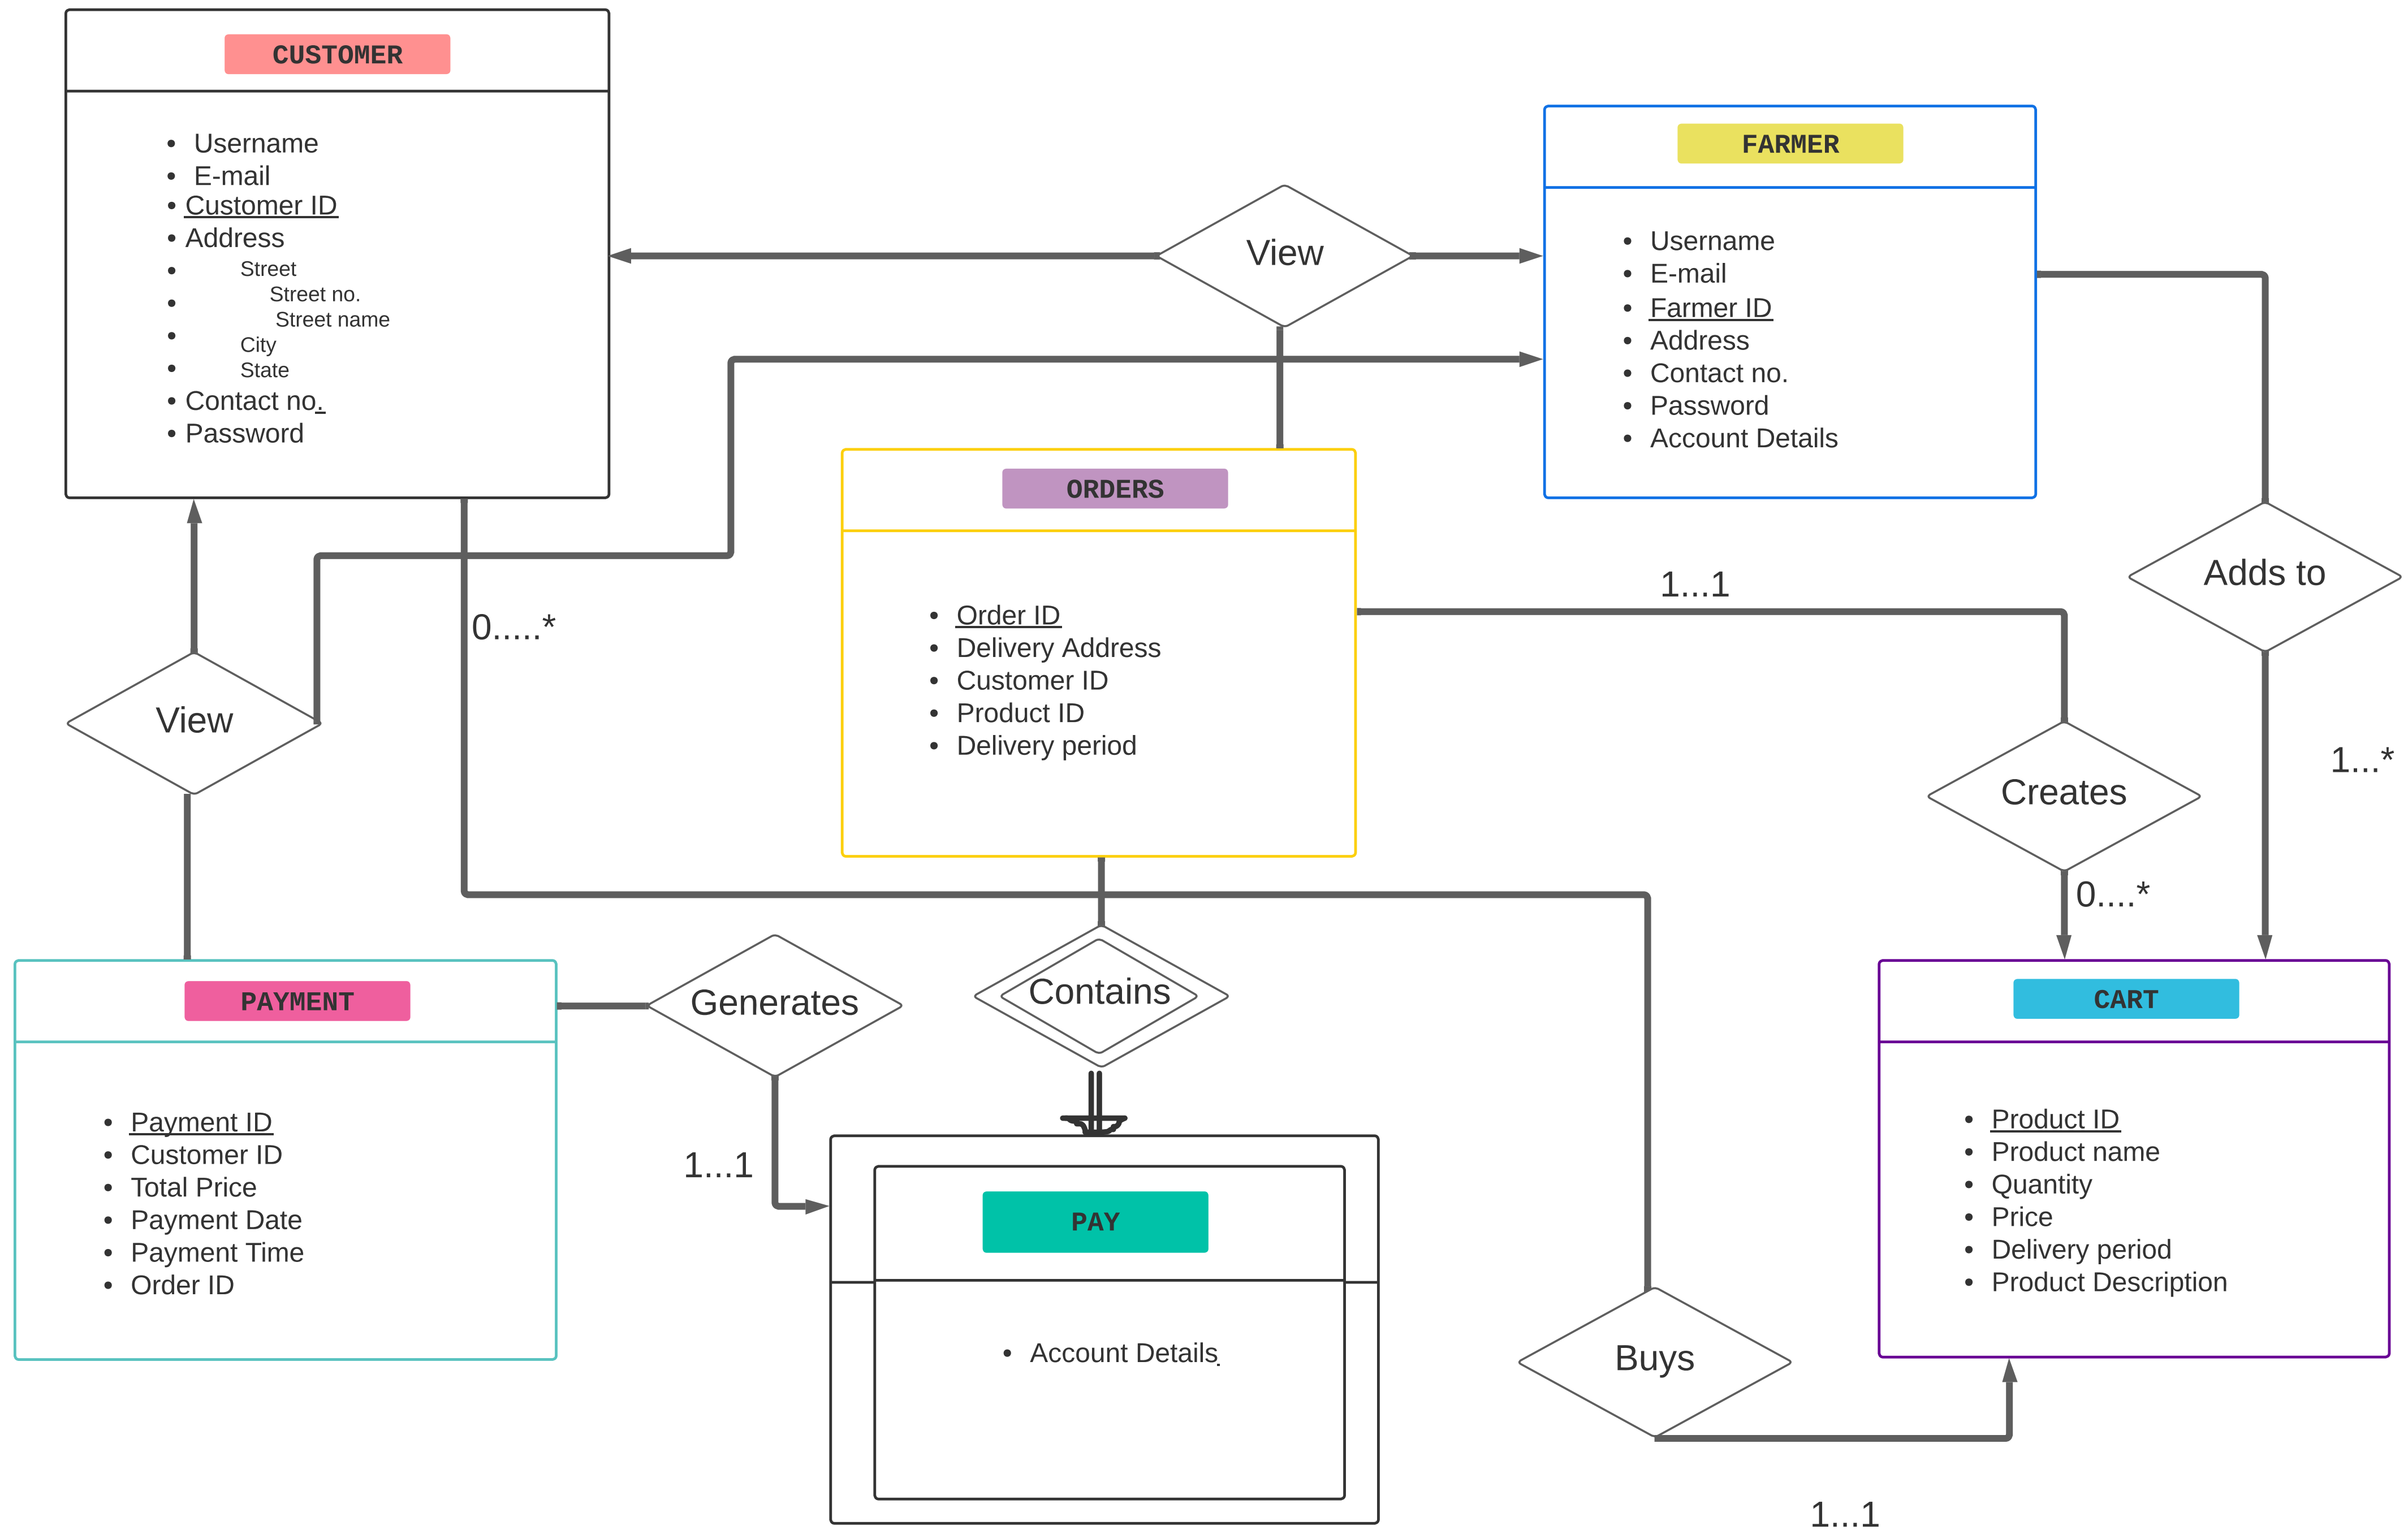 CUSTOMER
• Username
• E-mail
• Customer ID
• Address
• Street
• Street no.
Street name
• City
• State
• Contact no.
• Password
View
FARMER
• Username
• E-mail
• Farmer ID
• Address
• Contact no.
• Password
• Account Details
ORDERS
• Order ID
• Delivery Address
• Customer ID
• Product ID
• Delivery period
1...1
Adds to
0.....*
View
Creates
1...*
0....*
PAYMENT
• Payment ID
• Customer ID
• Total Price
• Payment Date
• Payment Time
• Order ID
Generates
Contains
1...1
PAY
• Account Details
CART
• Product ID
• Product name
• Quantity
• Price
• Delivery period
• Product Description
Buys
1...1